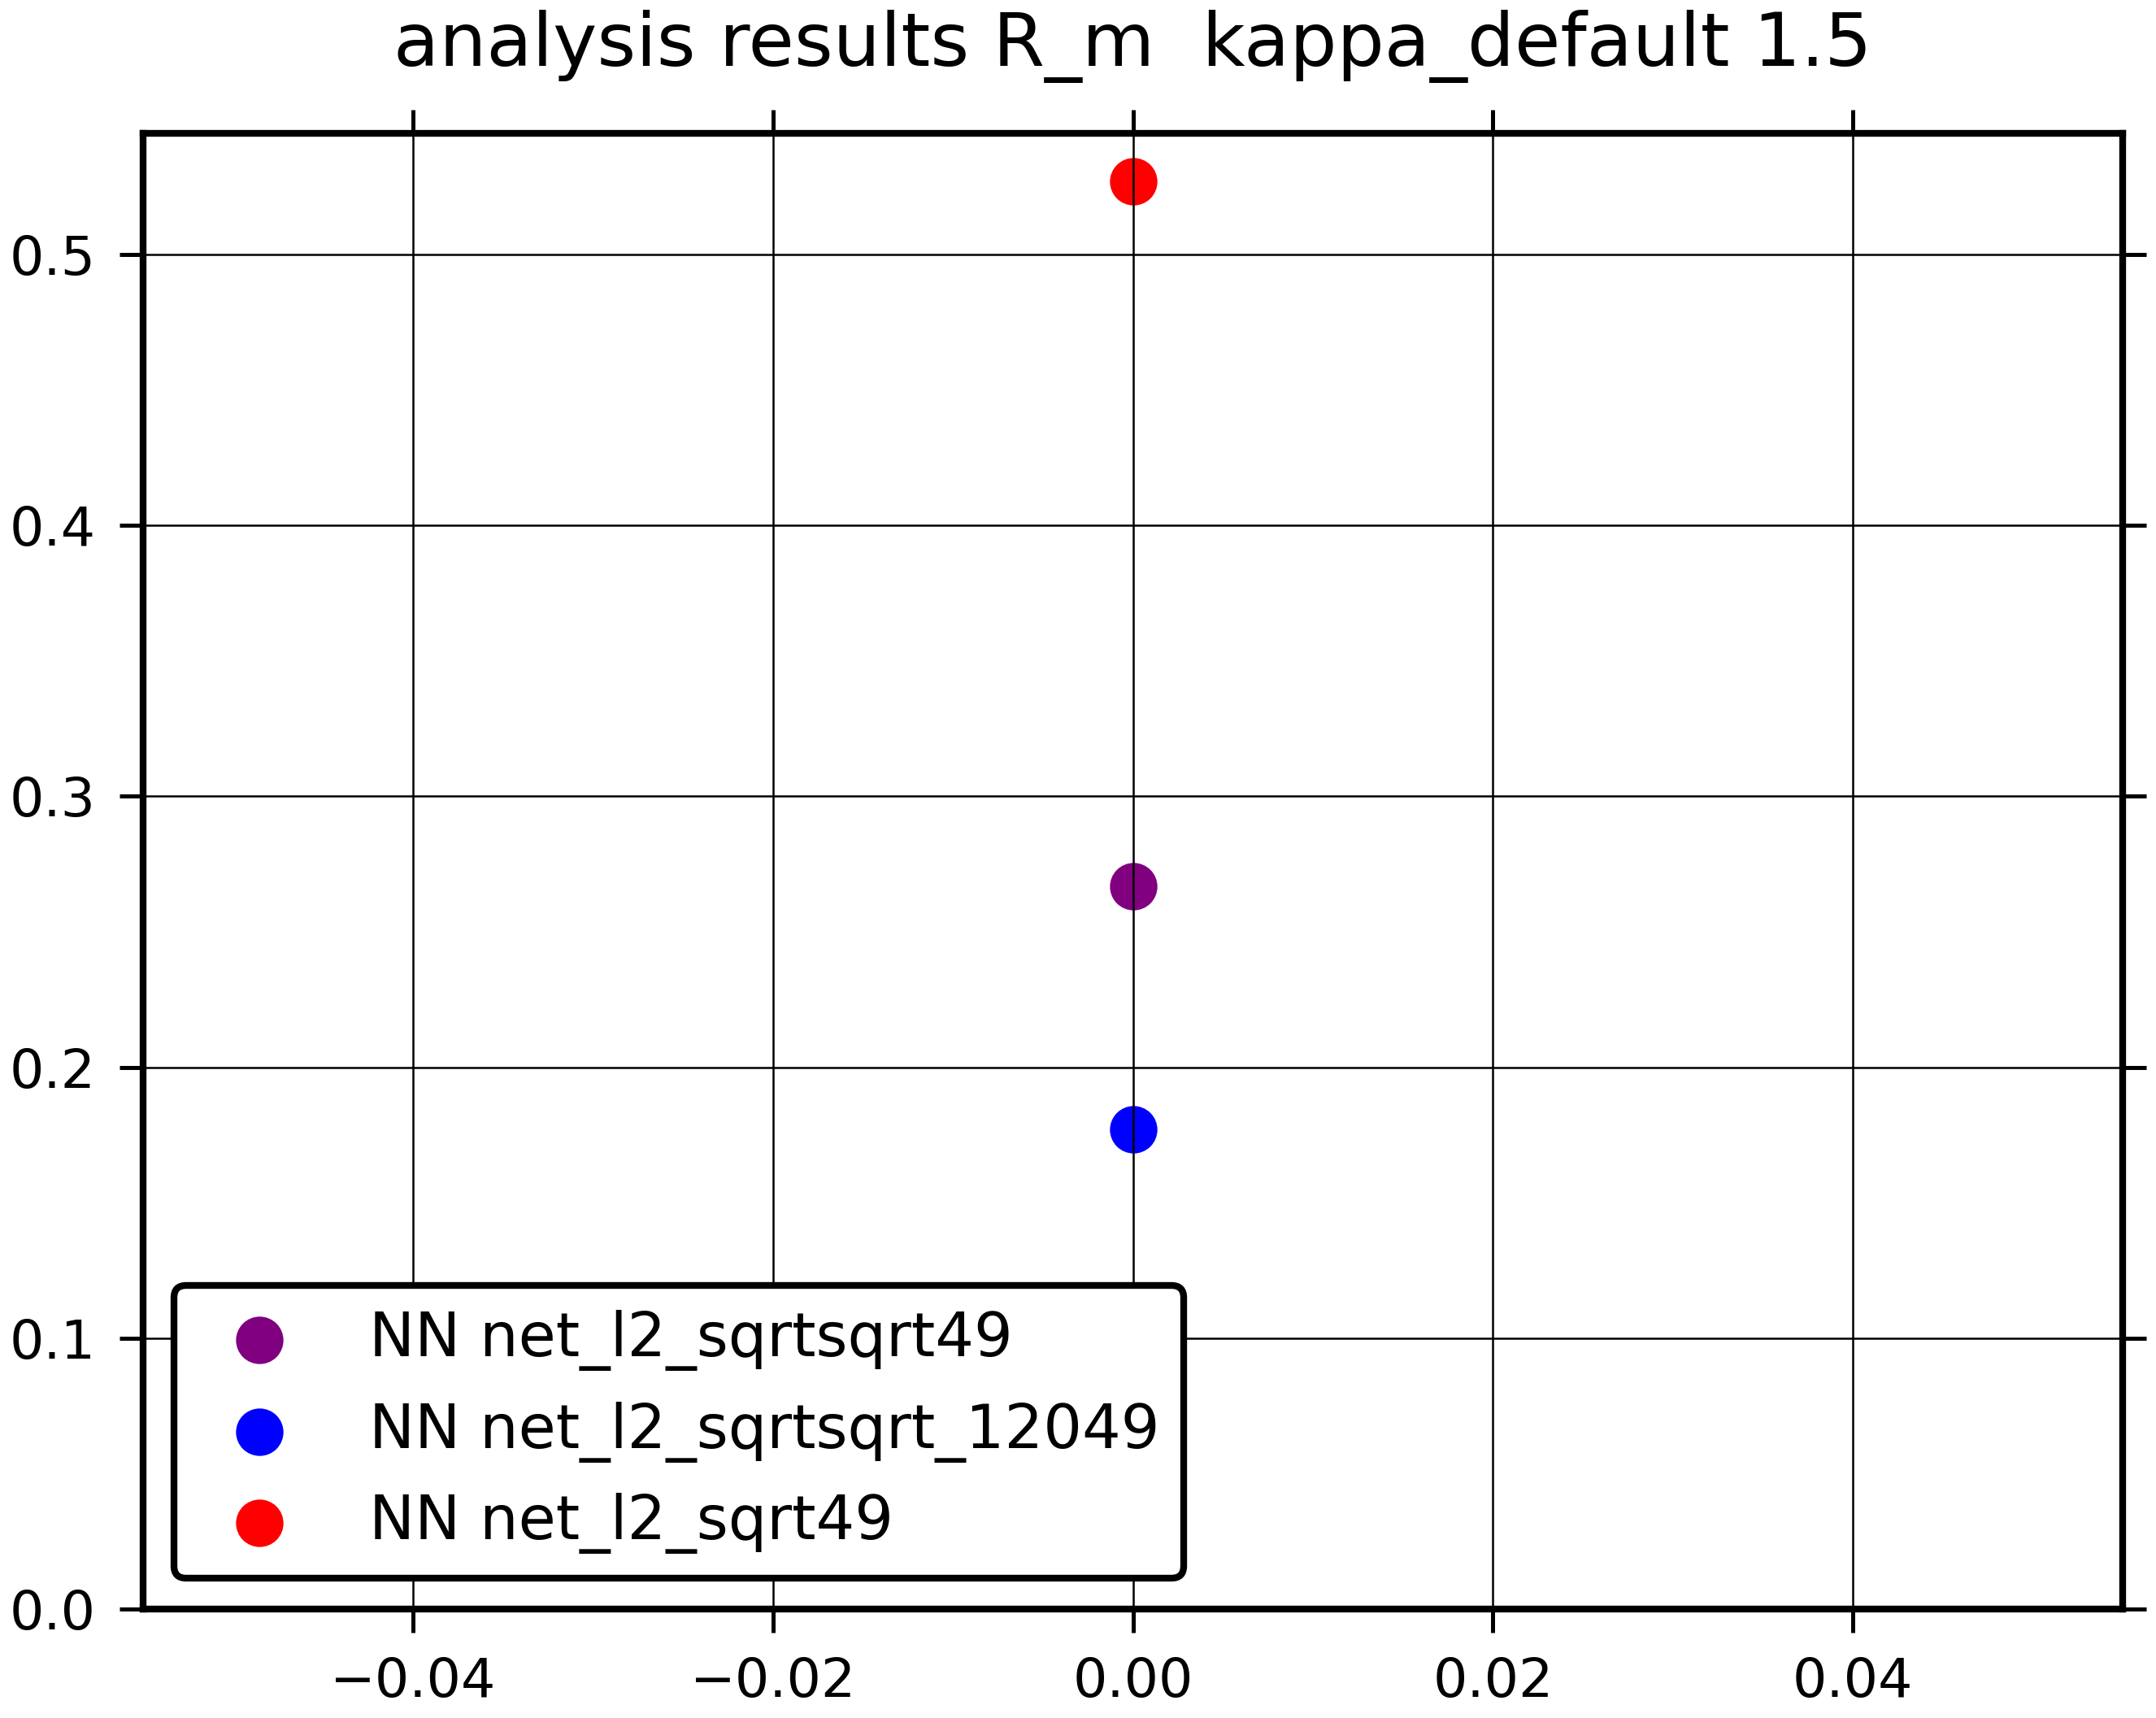 analysis results R_m  kappa_default 1.5
0.5
0.4
0.3
0.2
0.1
0.0
NN net_l2_sqrtsqrt49
NN net_l2_sqrtsqrt_12049
NN net_l2_sqrt49
−0.04
−0.02
0.00
0.02
0.04